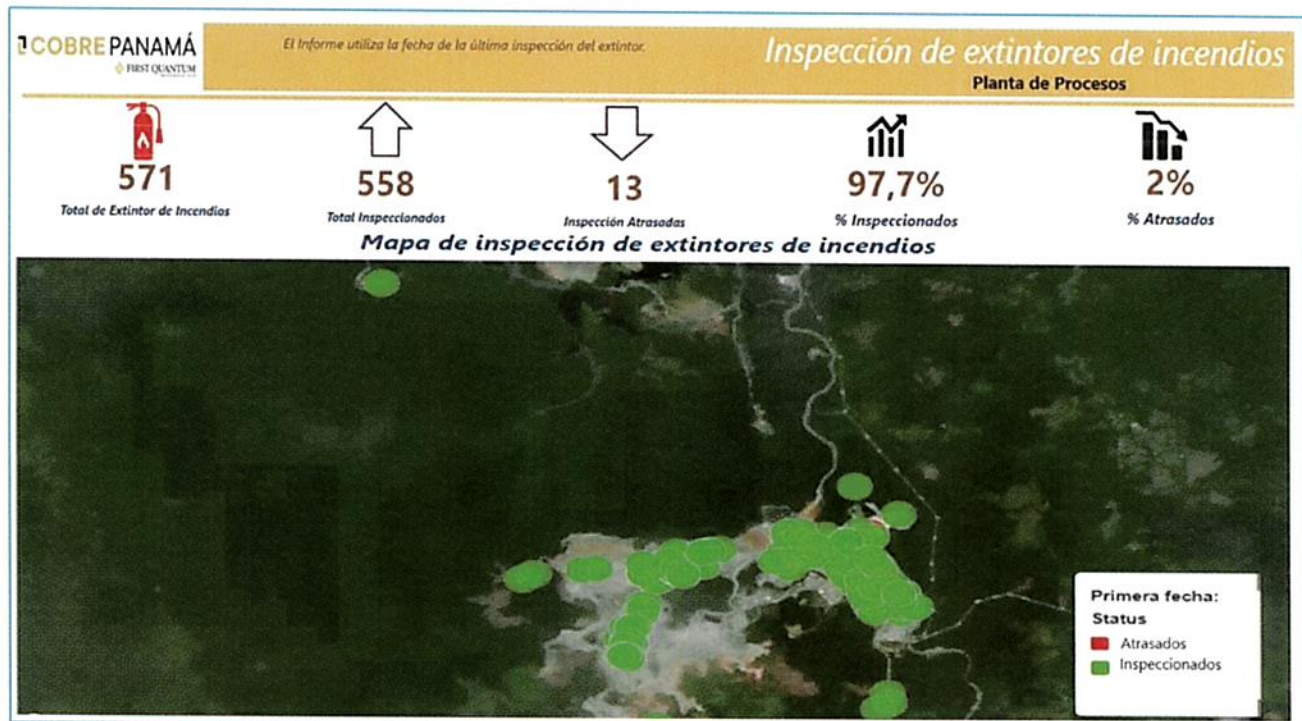 COBRE PANAMÁ
FIRST QUANTUM
El Informe utiliza la fecha de la última inspección del extintor.
Inspección de extintores de incendios
Planta de Procesos
571
Total de Extintor de Incendios
558
Total Inspeccionados
13
Inspección Atrasadas
97,7%
% Inspeccionados
2%
% Atrasados
Mapa de inspección de extintores de incendios
Primera fecha:
Status
Atrasados
Inspeccionados